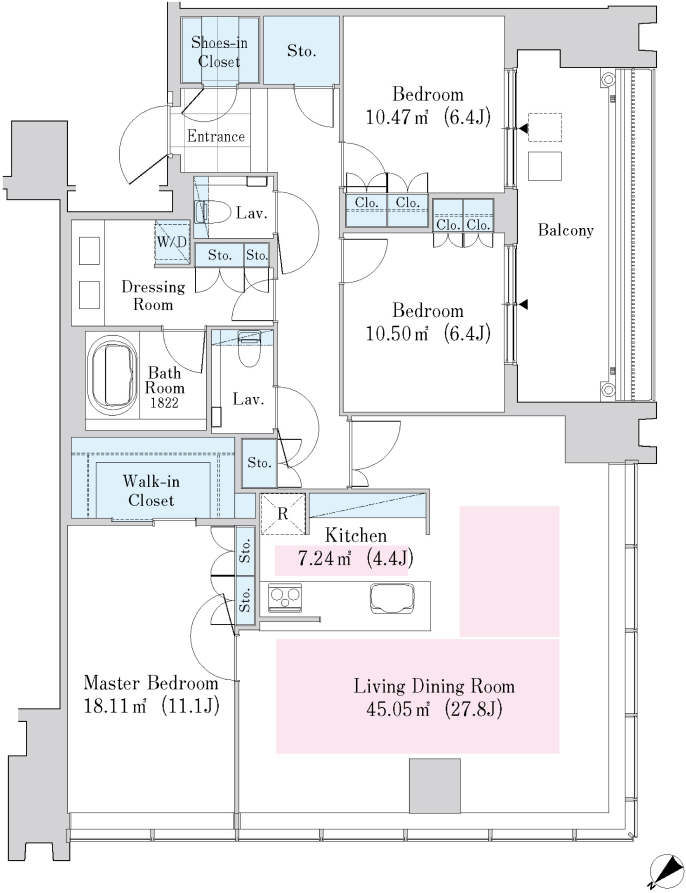 Shoes-in
Closet
Sto.
Bedroom
10.47㎡ (6.4J)
Entrance
Lav.
Clo.
Clo.
Clo.
Clo.
Balcony
W/D
Sto.
Sto.
Dressing
Room
Bedroom
10.50㎡ (6.4J)
Bath
Room
1822
Lav.
Sto.
Walk-in
Closet
R
Kitchen
7.24㎡ (4.4J)
Sto.
Sto.
Master Bedroom
18.11㎡ (11.1J)
Living Dining Room
45.05㎡ (27.8J)
N